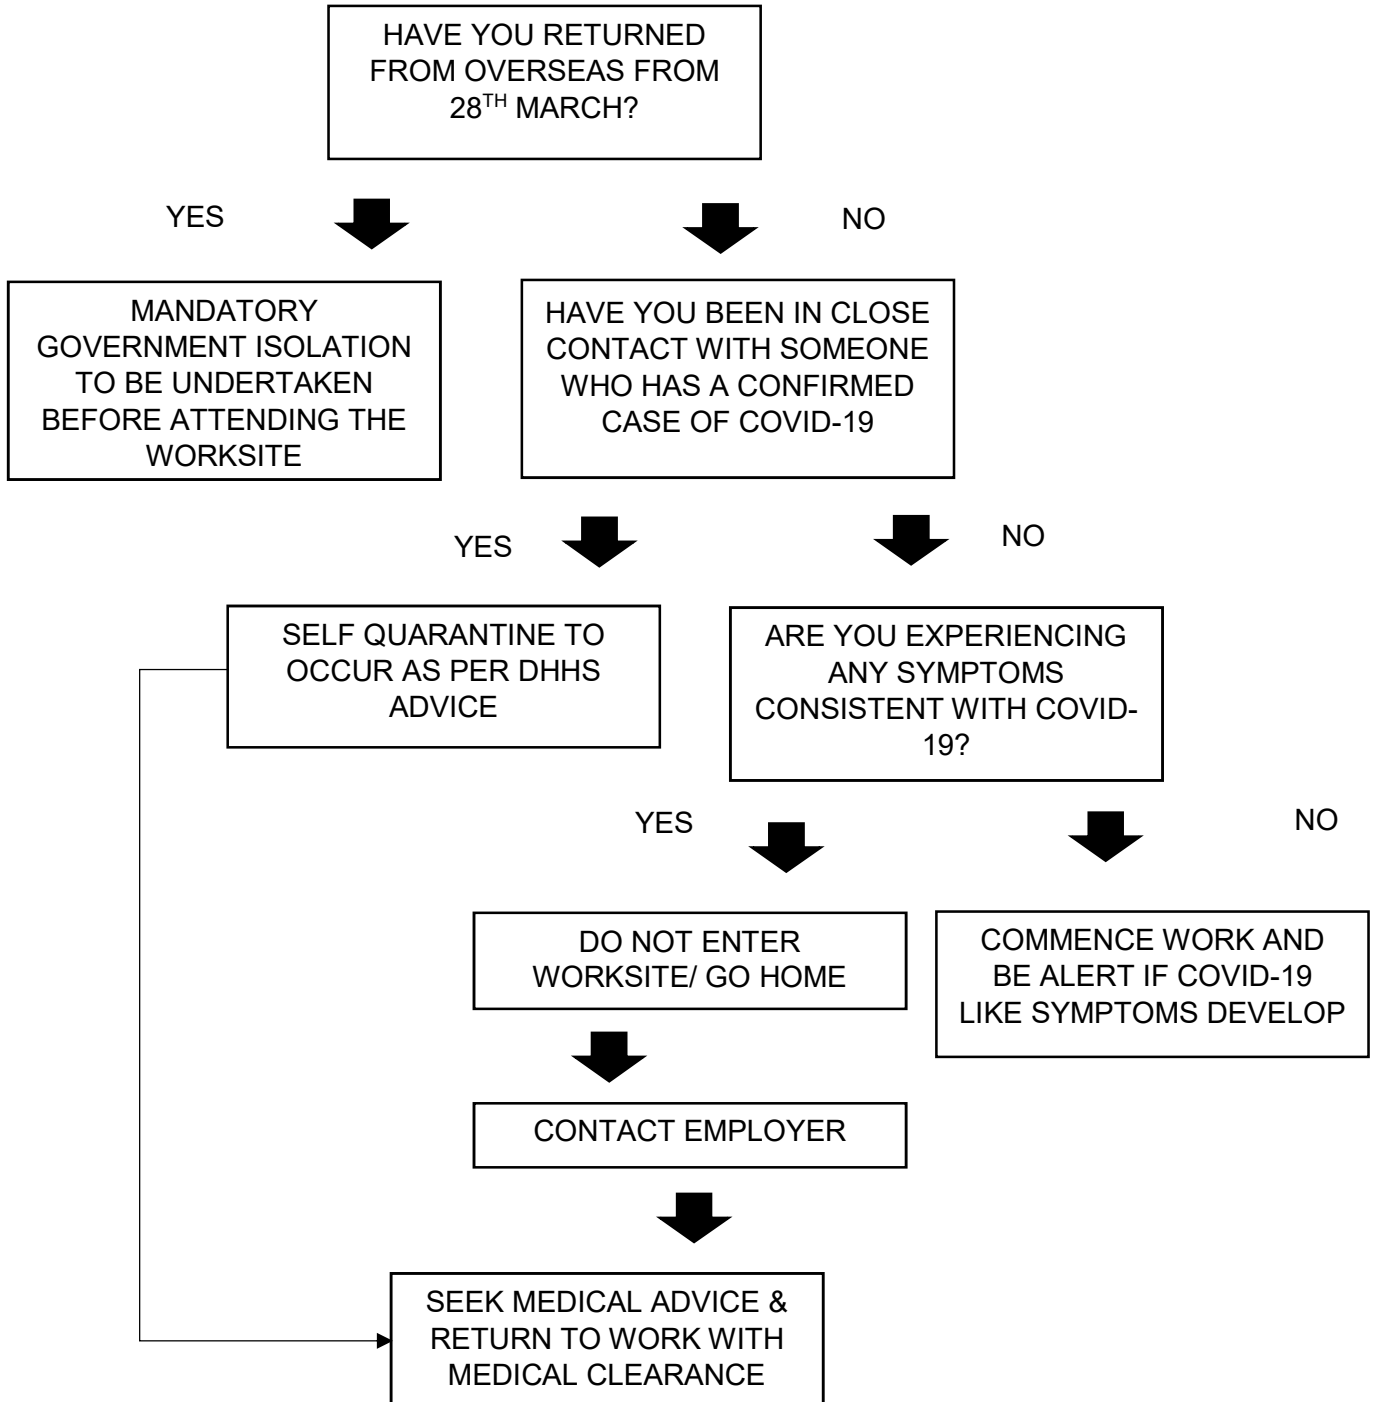 HAVE YOU RETURNED
FROM OVERSEAS FROM
28TH MARCH?
YES
NO
MANDATORY
GOVERNMENT ISOLATION
TO BE UNDERTAKEN
BEFORE ATTENDING THE
WORKSITE
HAVE YOU BEEN IN CLOSE
CONTACT WITH SOMEONE
WHO HAS A CONFIRMED
CASE OF COVID-19
YES
NO
SELF QUARANTINE TO
OCCUR AS PER DHHS
ADVICE
ARE YOU EXPERIENCING
ANY SYMPTOMS
CONSISTENT WITH COVID-
19?
YES
NO
DO NOT ENTER
WORKSITE/ GO HOME
COMMENCE WORK AND
BE ALERT IF COVID-19
LIKE SYMPTOMS DEVELOP
CONTACT EMPLOYER
SEEK MEDICAL ADVICE &
RETURN TO WORK WITH
MEDICAL CLEARANCE